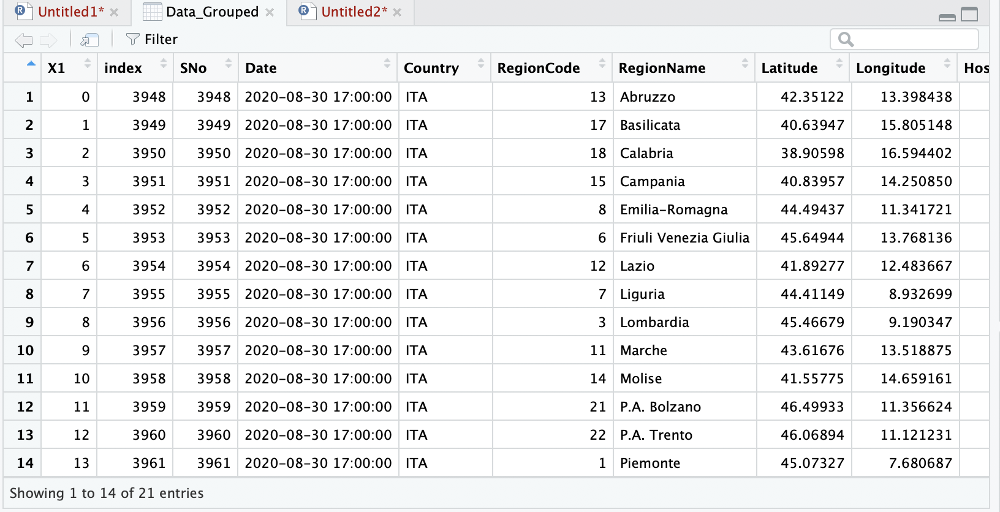 R Untitled1* × Data_Grouped × R Untitled2* ×
Filter
X1 index SNo Date Country RegionCode RegionName Latitude Longitude Hos
1 0 3948 3948 2020-08-30 17:00:00 ITA 13 Abruzzo 42.35122 13.398438
2 1 3949 3949 2020-08-30 17:00:00 ITA 17 Basilicata 40.63947 15.805148
3 2 3950 3950 2020-08-30 17:00:00 ITA 18 Calabria 38.90598 16.594402
4 3 3951 3951 2020-08-30 17:00:00 ITA 15 Campania 40.83957 14.250850
5 4 3952 3952 2020-08-30 17:00:00 ITA 8 Emilia-Romagna 44.49437 11.341721
6 5 3953 3953 2020-08-30 17:00:00 ITA 6 Friuli Venezia Giulia 45.64944 13.768136
7 6 3954 3954 2020-08-30 17:00:00 ITA 12 Lazio 41.89277 12.483667
8 7 3955 3955 2020-08-30 17:00:00 ITA 7 Liguria 44.41149 8.932699
9 8 3956 3956 2020-08-30 17:00:00 ITA 3 Lombardia 45.46679 9.190347
10 9 3957 3957 2020-08-30 17:00:00 ITA 11 Marche 43.61676 13.518875
11 10 3958 3958 2020-08-30 17:00:00 ITA 14 Molise 41.55775 14.659161
12 11 3959 3959 2020-08-30 17:00:00 ITA 21 P.A. Bolzano 46.49933 11.356624
13 12 3960 3960 2020-08-30 17:00:00 ITA 22 P.A. Trento 46.06894 11.121231
14 13 3961 3961 2020-08-30 17:00:00 ITA 1 Piemonte 45.07327 7.680687
Showing 1 to 14 of 21 entries